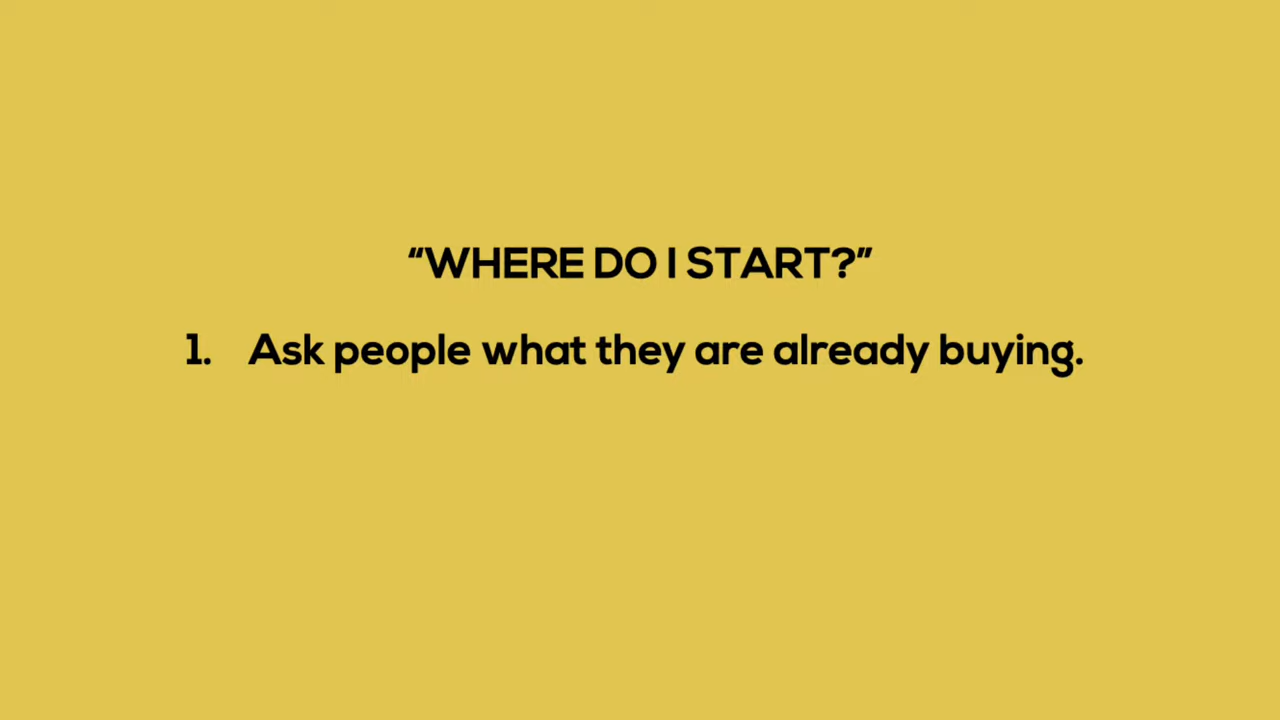 “WHERE DO I START?”
1. Ask people what they are already buying.